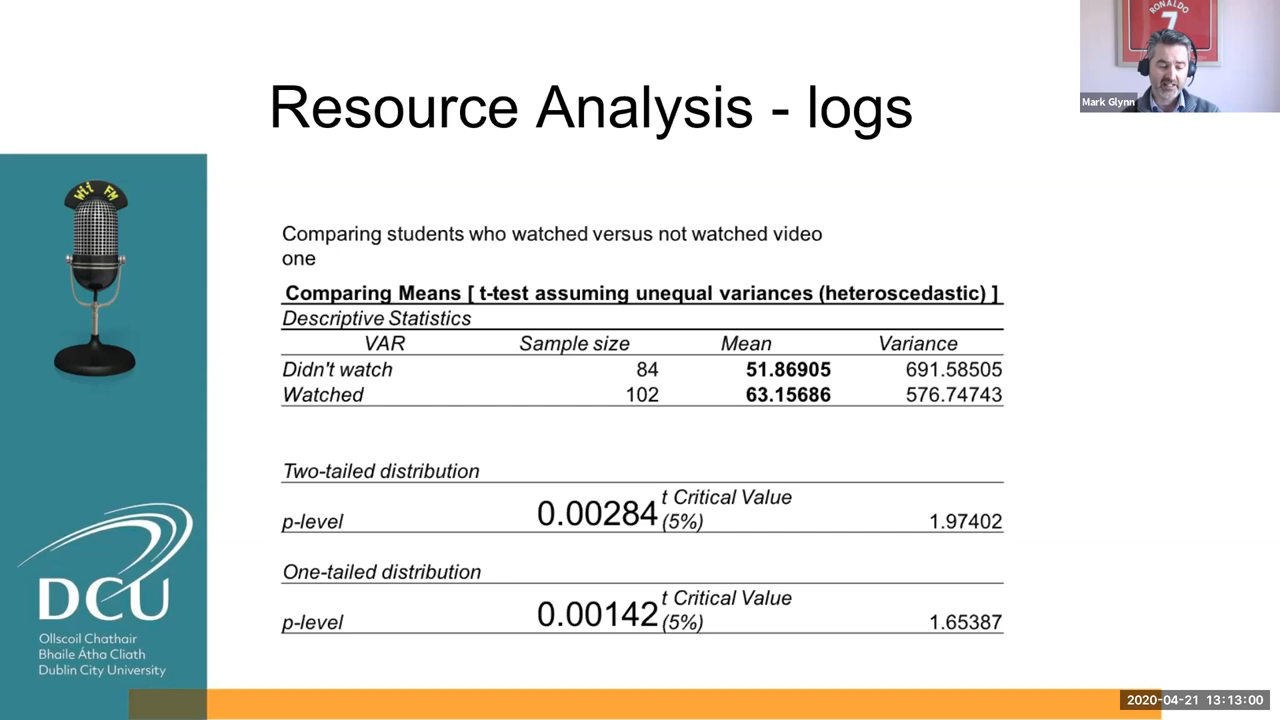 RONALDO
7
Mark Glynn
Resource Analysis - logs
Wii FM
Comparing students who watched versus not watched video
one
Comparing Means [ t-test assuming unequal variances (heteroscedastic) ]
Descriptive Statistics
VAR Sample size Mean Variance
Didn't watch 84 51.86905 691.58505
Watched 102 63.15686 576.74743
Two-tailed distribution
p-level 0.00284 t Critical Value (5%) 1.97402
One-tailed distribution
p-level 0.00142 t Critical Value (5%) 1.65387
DCU
Ollscoil Chathair
Bhaile Átha Cliath
Dublin City University
2020-04-21 13:13:00